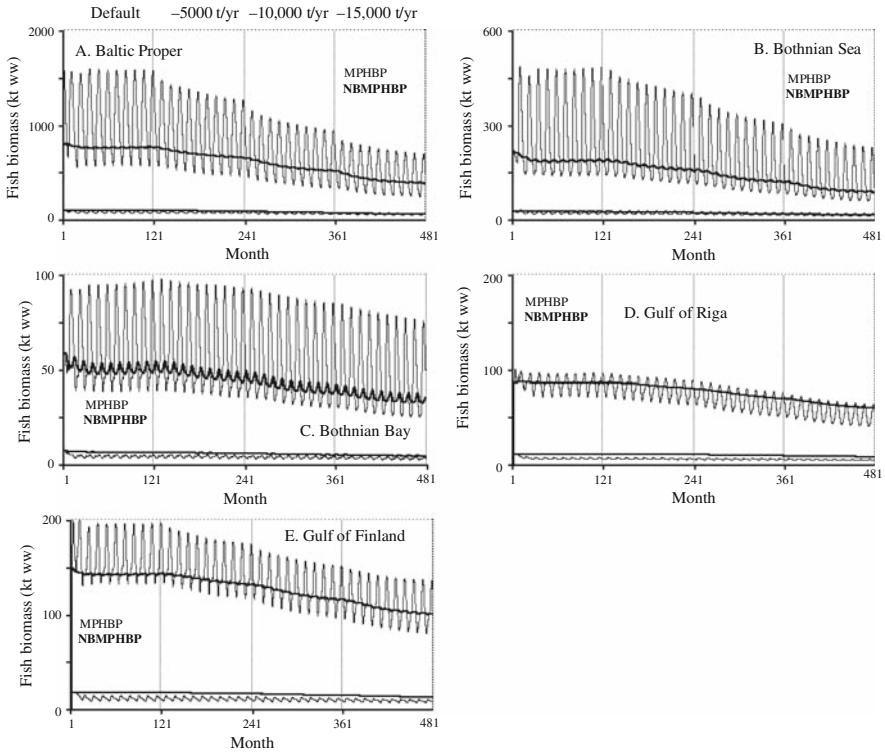 Default –5000 t/yr –10,000 t/yr –15,000 t/yr
2000
A. Baltic Proper
MPHBP
NBMPHBP
Fish biomass (kt ww)
1000
0
1 121 241 361 481
Month
600
B. Bothnian Sea
MPHBP
NBMPHBP
Fish biomass (kt ww)
300
0
1 121 241 361 481
Month
100
Fish biomass (kt ww)
50
MPHBP
NBMPHBP
C. Bothnian Bay
0
1 121 241 361 481
Month
200
MPHBP
NBMPHBP
D. Gulf of Riga
Fish biomass (kt ww)
100
0
1 121 241 361 481
Month
200
E. Gulf of Finland
Fish biomass (kt ww)
100
MPHBP
NBMPHBP
0
1 121 241 361 481
Month